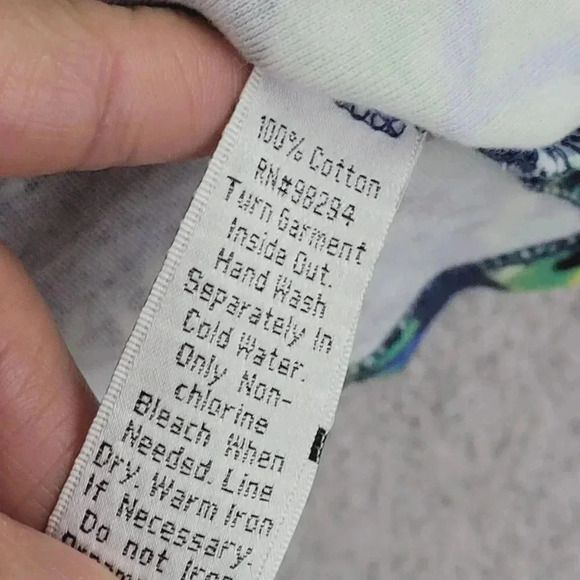 100% Cotton
RN#98294
Turn Garment
Inside Out.
Hand Wash
Separately In
Cold Water.
Only Non-
chlorine
Bleach When
Needed. Line
Dry. Warm Iron
If Necessary.
Do not Iron